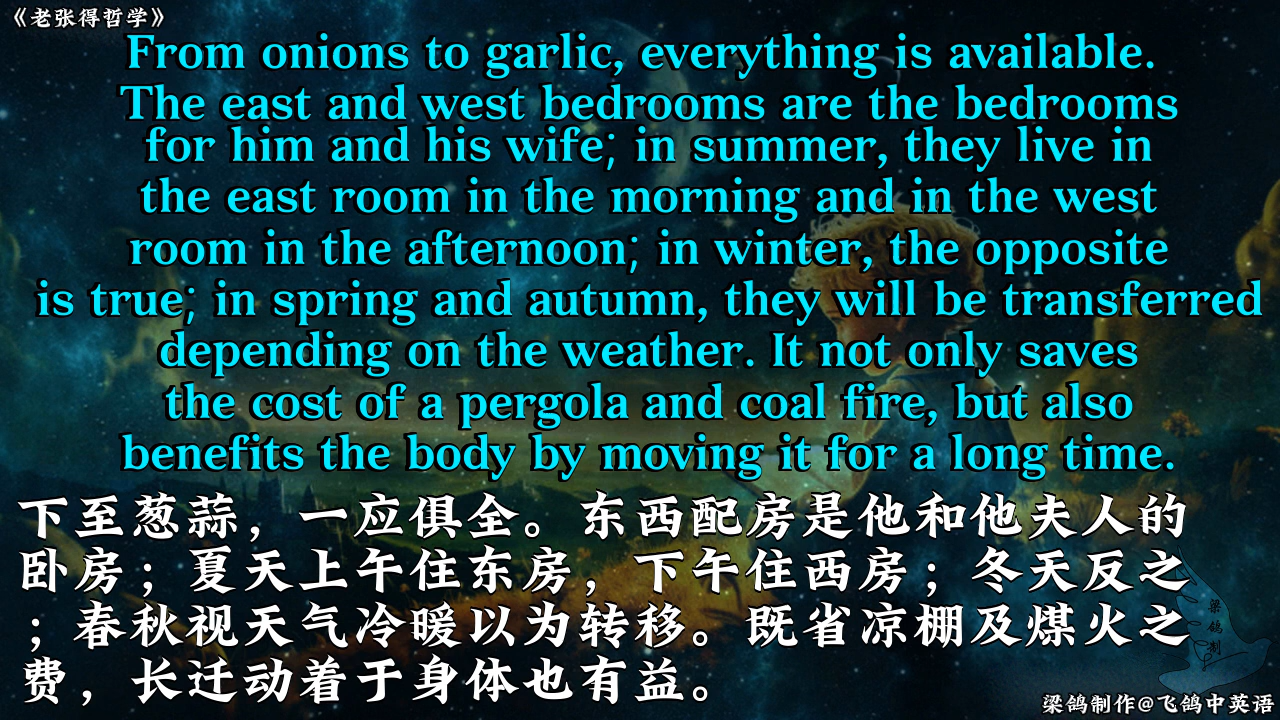 《老张得哲学》
From onions to garlic, everything is available.
The east and west bedrooms are the bedrooms
for him and his wife; in summer, they live in
the east room in the morning and in the west
room in the afternoon; in winter, the opposite
is true; in spring and autumn, they will be transferred
depending on the weather. It not only saves
the cost of a pergola and coal fire, but also
benefits the body by moving it for a long time.
下至葱蒜，一应俱全。东西配房是他和他夫人的
卧房；夏天上午住东房，下午住西房；冬天反之
；春秋视天气冷暖以为转移。既省凉棚及煤火之
费，长迁动着于身体也有益。
梁鸽制
梁鸽制作@飞鸽中英语